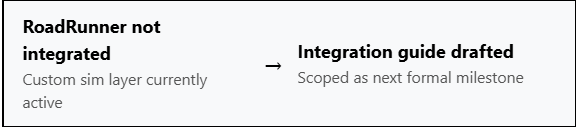 RoadRunner not
integrated
Custom sim layer currently
active
→
Integration guide drafted
Scoped as next formal milestone